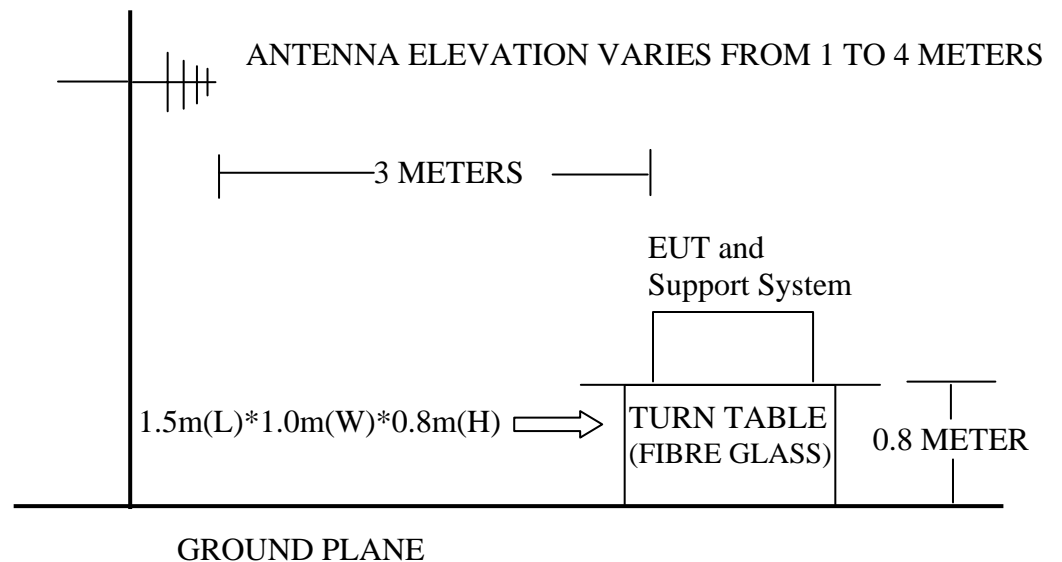 ANTENNA ELEVATION VARIES FROM 1 TO 4 METERS
3 METERS
EUT and
Support System
1.5m(L)*1.0m(W)*0.8m(H)
TURN TABLE
(FIBRE GLASS)
0.8 METER
GROUND PLANE